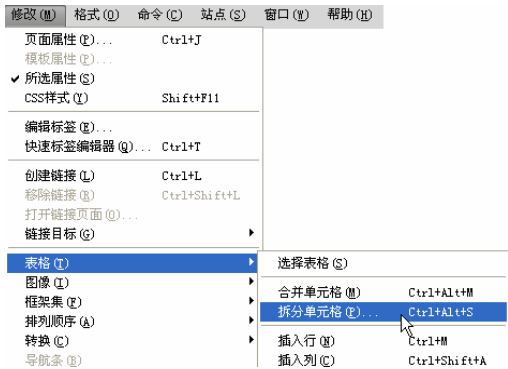 修改(M) 格式(O) 命令(C) 站点(S) 窗口(W) 帮助(H)
页面属性(P)... Ctrl+J
模板属性(P)...
✓ 所选属性(S)
CSS样式(Y) Shift+F11
编辑标签(E)...
快速标签编辑器(Q)... Ctrl+T
创建链接(L) Ctrl+L
移除链接(R) Ctrl+Shift+L
打开链接页面(O)...
链接目标(G)
表格(T)
图像(I)
框架集(F)
排列顺序(A)
转换(C)
导航条(B)
选择表格(S)
合并单元格(M) Ctrl+Alt+M
拆分单元格(P)... Ctrl+Alt+S
插入行(N) Ctrl+M
插入列(C) Ctrl+Shift+A